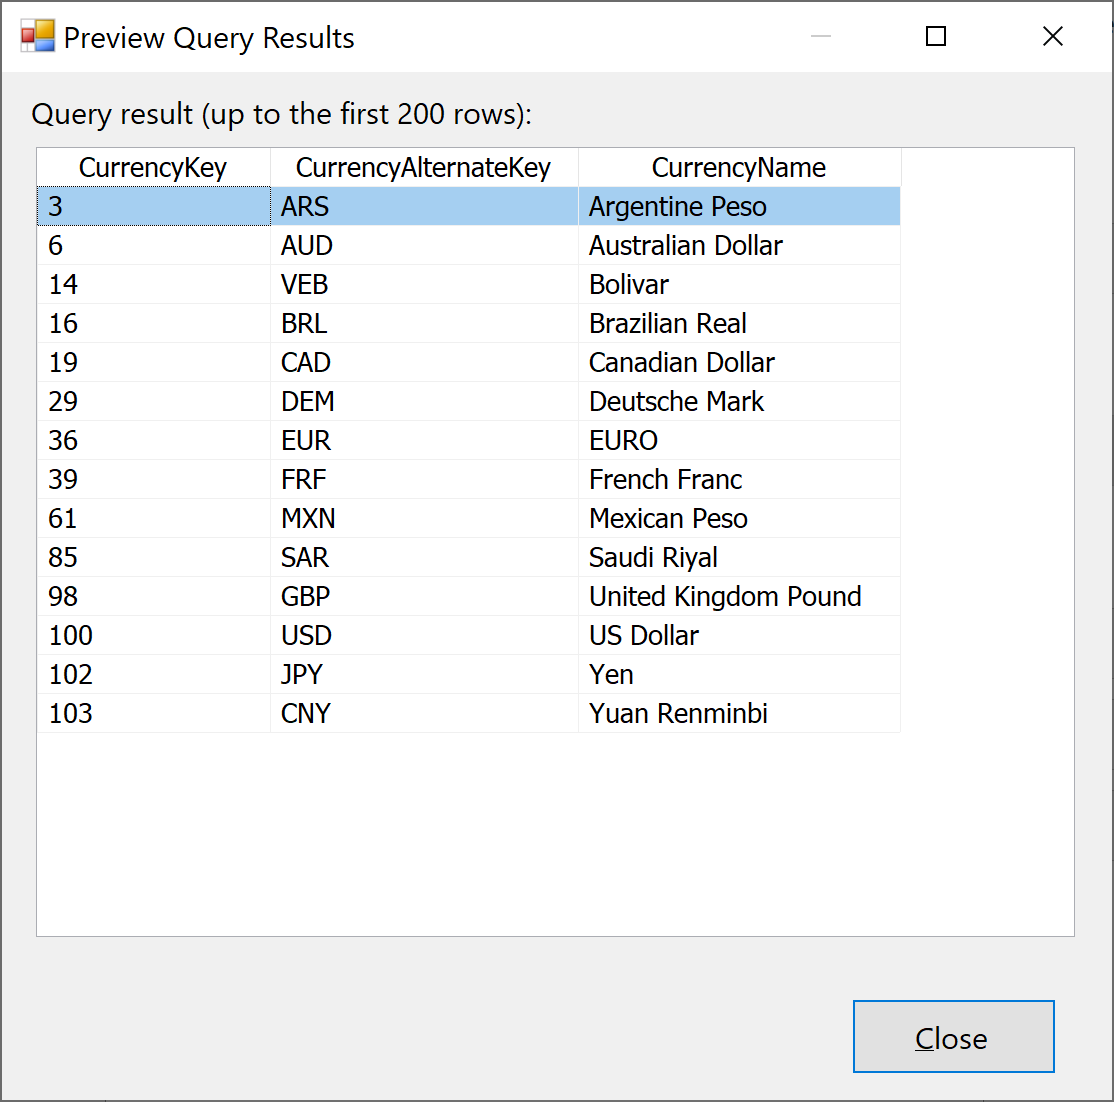 Preview Query Results
Query result (up to the first 200 rows):
CurrencyKey CurrencyAlternateKey CurrencyName
3 ARS Argentine Peso
6 AUD Australian Dollar
14 VEB Bolivar
16 BRL Brazilian Real
19 CAD Canadian Dollar
29 DEM Deutsche Mark
36 EUR EURO
39 FRF French Franc
61 MXN Mexican Peso
85 SAR Saudi Riyal
98 GBP United Kingdom Pound
100 USD US Dollar
102 JPY Yen
103 CNY Yuan Renminbi
Close